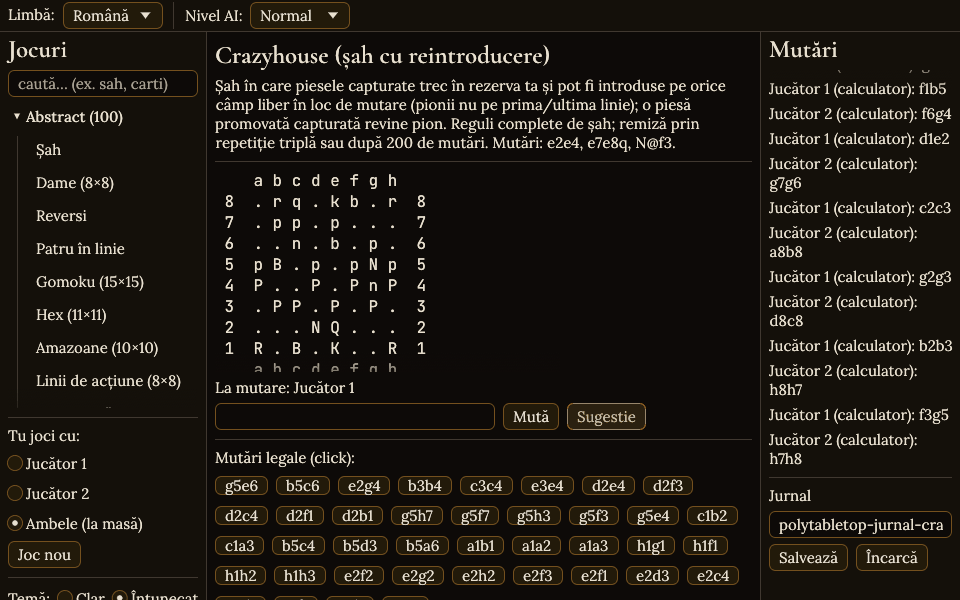 Limbă: Română Nivel AI: Normal
Jocuri
caută... (ex. sah, carti)
Abstract (100)
Șah
Dame (8×8)
Reversi
Patru în linie
Gomoku (15×15)
Hex (11×11)
Amazoane (10×10)
Linii de acțiune (8×8)
Tu joci cu:
Jucător 1
Jucător 2
Ambele (la masă)
Joc nou
Temă: Clar Întunecat
Crazyhouse (șah cu reintroducere)
Șah în care piesele capturate trec în rezerva ta și pot fi introduse pe orice
câmp liber în loc de mutare (pionii nu pe prima/ultima linie); o piesă
promovată capturată revine pion. Reguli complete de șah; remiză prin
repetiție triplă sau după 200 de mutări. Mutări: e2e4, e7e8q, N@f3.
a b c d e f g h
8 . r q . k b . r 8
7 . p p . p . . . 7
6 . . n . b . p . 6
5 p B . p . p N p 5
4 P . . P . P n P 4
3 . P P . P . P . 3
2 . . . N Q . . . 2
1 R . B . K . . R 1
a b c d e f g h
La mutare: Jucător 1
Mută Sugestie
Mutări legale (click):
g5e6 b5c6 e2g4 b3b4 c3c4 e3e4 d2e4 d2f3
d2c4 d2f1 d2b1 g5h7 g5f7 g5h3 g5f3 g5e4 c1b2
c1a3 b5c4 b5d3 b5a6 a1b1 a1a2 a1a3 h1g1 h1f1
h1h2 h1h3 e2f2 e2g2 e2h2 e2f3 e2f1 e2d3 e2c4
Mutări
Jucător 1 (calculator): f1b5
Jucător 2 (calculator): f6g4
Jucător 1 (calculator): d1e2
Jucător 2 (calculator):
g7g6
Jucător 1 (calculator): c2c3
Jucător 2 (calculator):
a8b8
Jucător 1 (calculator): g2g3
Jucător 2 (calculator):
d8c8
Jucător 1 (calculator): b2b3
Jucător 2 (calculator):
h8h7
Jucător 1 (calculator): f3g5
Jucător 2 (calculator):
h7h8
Jurnal
polytabletop-jurnal-cra
Salvează Încarcă